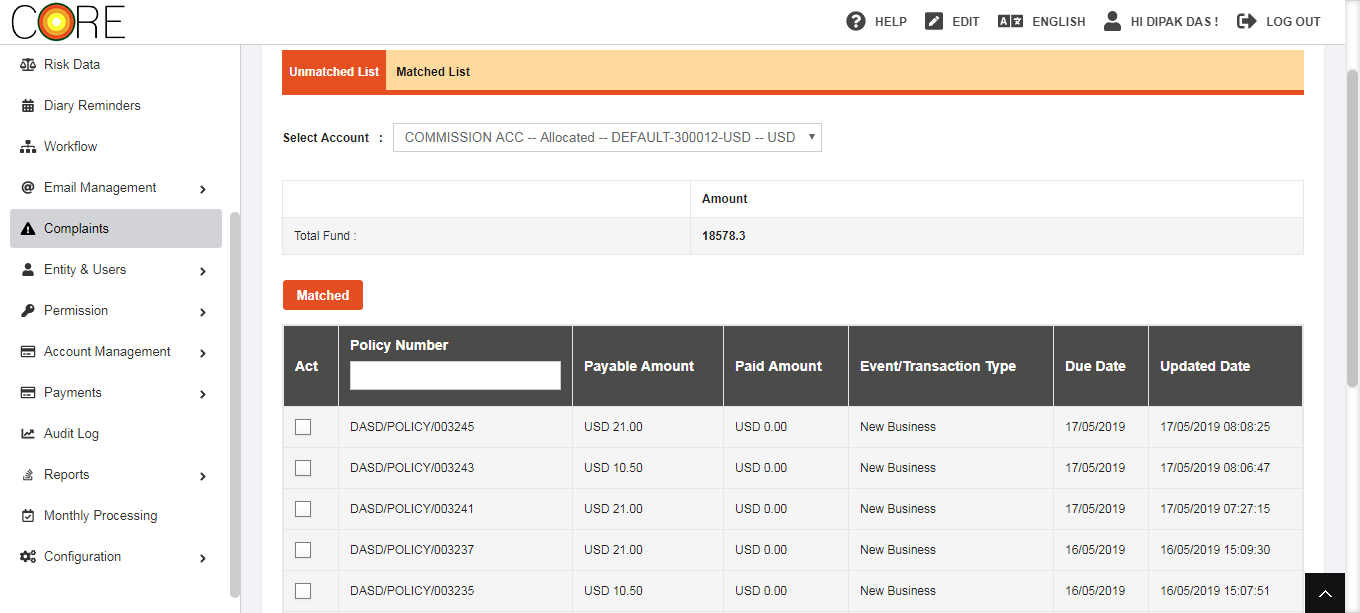 CORE
HELP
EDIT
ENGLISH
HI DIPAK DAS !
LOG OUT
Risk Data
Diary Reminders
Workflow
Email Management
Complaints
Entity & Users
Permission
Account Management
Payments
Audit Log
Reports
Monthly Processing
Configuration
Unmatched List Matched List
Select Account : COMMISSION ACC -- Allocated -- DEFAULT-300012-USD -- USD
Amount
Total Fund : 18578.3
Matched
Act Policy Number Payable Amount Paid Amount Event/Transaction Type Due Date Updated Date
DASD/POLICY/003245 USD 21.00 USD 0.00 New Business 17/05/2019 17/05/2019 08:08:25
DASD/POLICY/003243 USD 10.50 USD 0.00 New Business 17/05/2019 17/05/2019 08:06:47
DASD/POLICY/003241 USD 21.00 USD 0.00 New Business 17/05/2019 17/05/2019 07:27:15
DASD/POLICY/003237 USD 21.00 USD 0.00 New Business 16/05/2019 16/05/2019 15:09:30
DASD/POLICY/003235 USD 10.50 USD 0.00 New Business 16/05/2019 16/05/2019 15:07:51